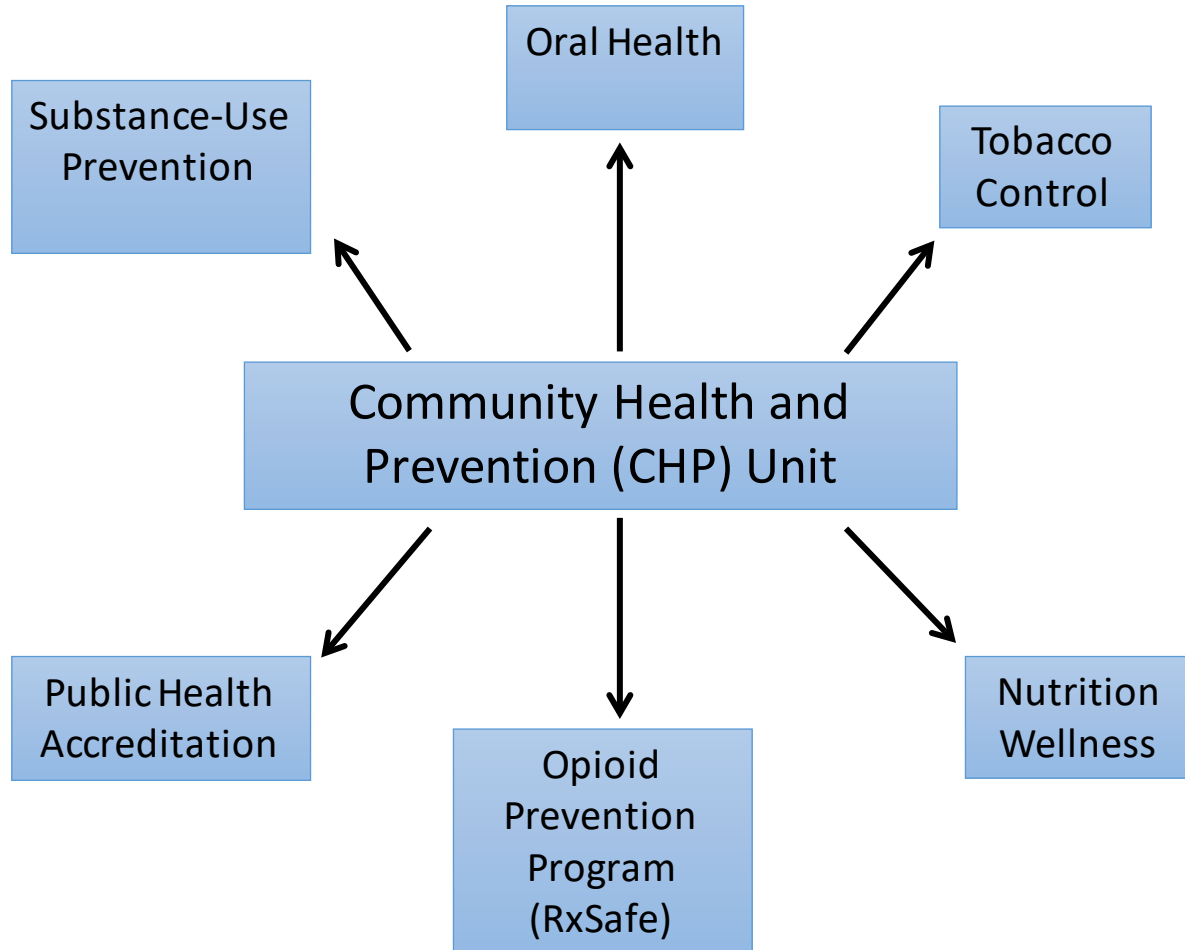 Oral Health
Substance-Use
Prevention
Tobacco
Control
Community Health and
Prevention (CHP) Unit
Public Health
Accreditation
Opioid
Prevention
Program
(RxSafe)
Nutrition
Wellness